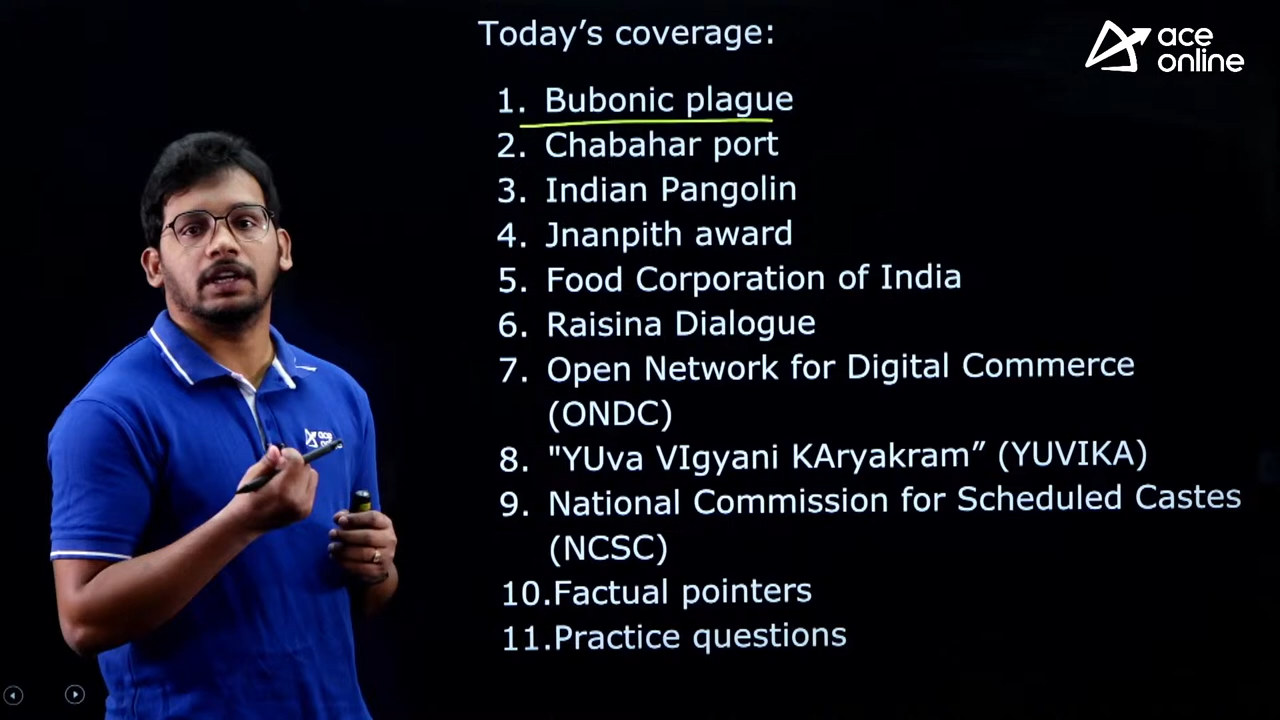 Today’s coverage:
ace
online
1. Bubonic plague
2. Chabahar port
3. Indian Pangolin
4. Jnanpith award
5. Food Corporation of India
6. Raisina Dialogue
7. Open Network for Digital Commerce
(ONDC)
8. "YUva VIgyani KAryakram” (YUVIKA)
9. National Commission for Scheduled Castes
(NCSC)
10.Factual pointers
11.Practice questions
ace